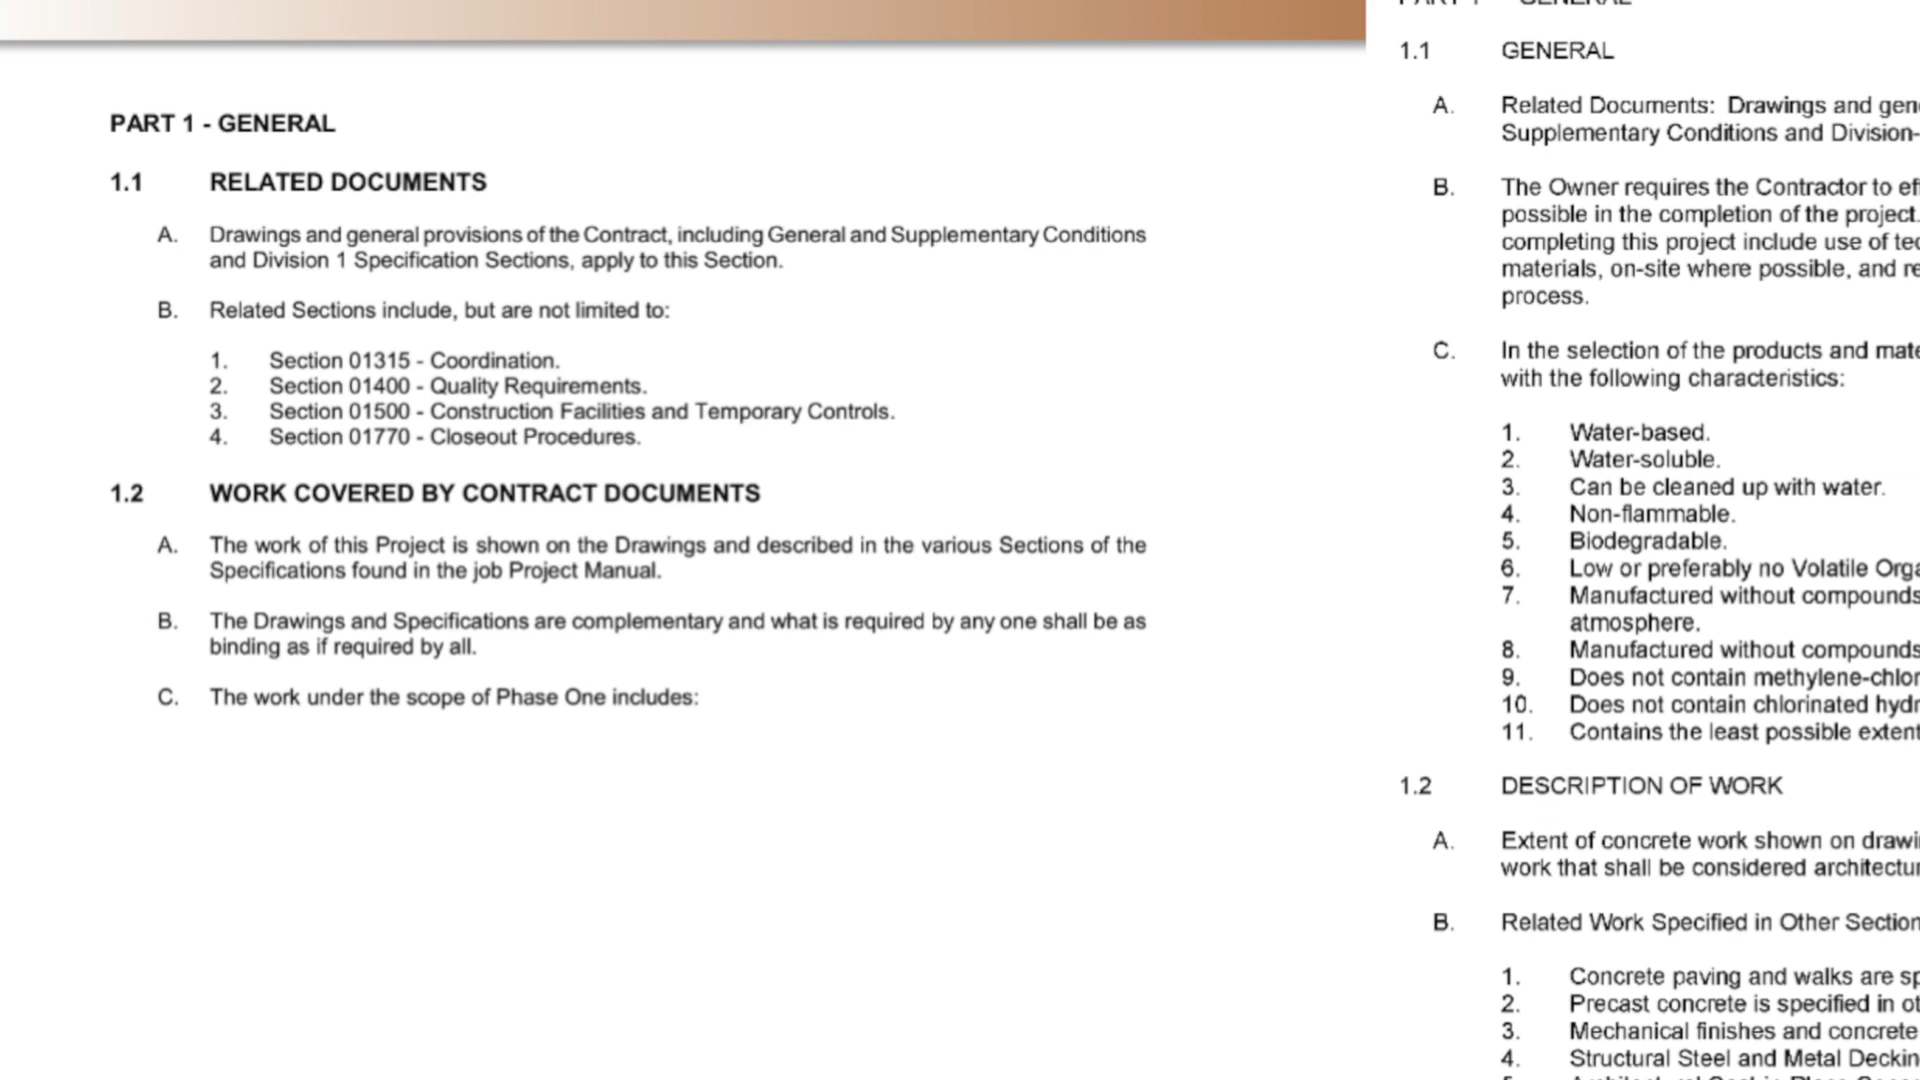 PART 1 - GENERAL
1.1 RELATED DOCUMENTS
A. Drawings and general provisions of the Contract, including General and Supplementary Conditions
and Division 1 Specification Sections, apply to this Section.
B. Related Sections include, but are not limited to:
1. Section 01315 - Coordination.
2. Section 01400 - Quality Requirements.
3. Section 01500 - Construction Facilities and Temporary Controls.
4. Section 01770 - Closeout Procedures.
1.2 WORK COVERED BY CONTRACT DOCUMENTS
A. The work of this Project is shown on the Drawings and described in the various Sections of the
Specifications found in the job Project Manual.
B. The Drawings and Specifications are complementary and what is required by any one shall be as
binding as if required by all.
C. The work under the scope of Phase One includes:
1.1 GENERAL
A. Related Documents: Drawings and
Supplementary Conditions and Division-
B. The Owner requires the Contractor to
possible in the completion of the project.
completing this project include use of
materials, on-site where possible, and
process.
C. In the selection of the products and
with the following characteristics:
1. Water-based.
2. Water-soluble.
3. Can be cleaned up with water.
4. Non-flammable.
5. Biodegradable.
6. Low or preferably no Volatile
7. Manufactured without compounds
atmosphere.
8. Manufactured without compounds
9. Does not contain
10. Does not contain chlorinated
11. Contains the least possible extent
1.2 DESCRIPTION OF WORK
A. Extent of concrete work shown on
work that shall be considered
B. Related Work Specified in Other
1. Concrete paving and walks are
2. Precast concrete is specified in
3. Mechanical finishes and concrete
4. Structural Steel and Metal